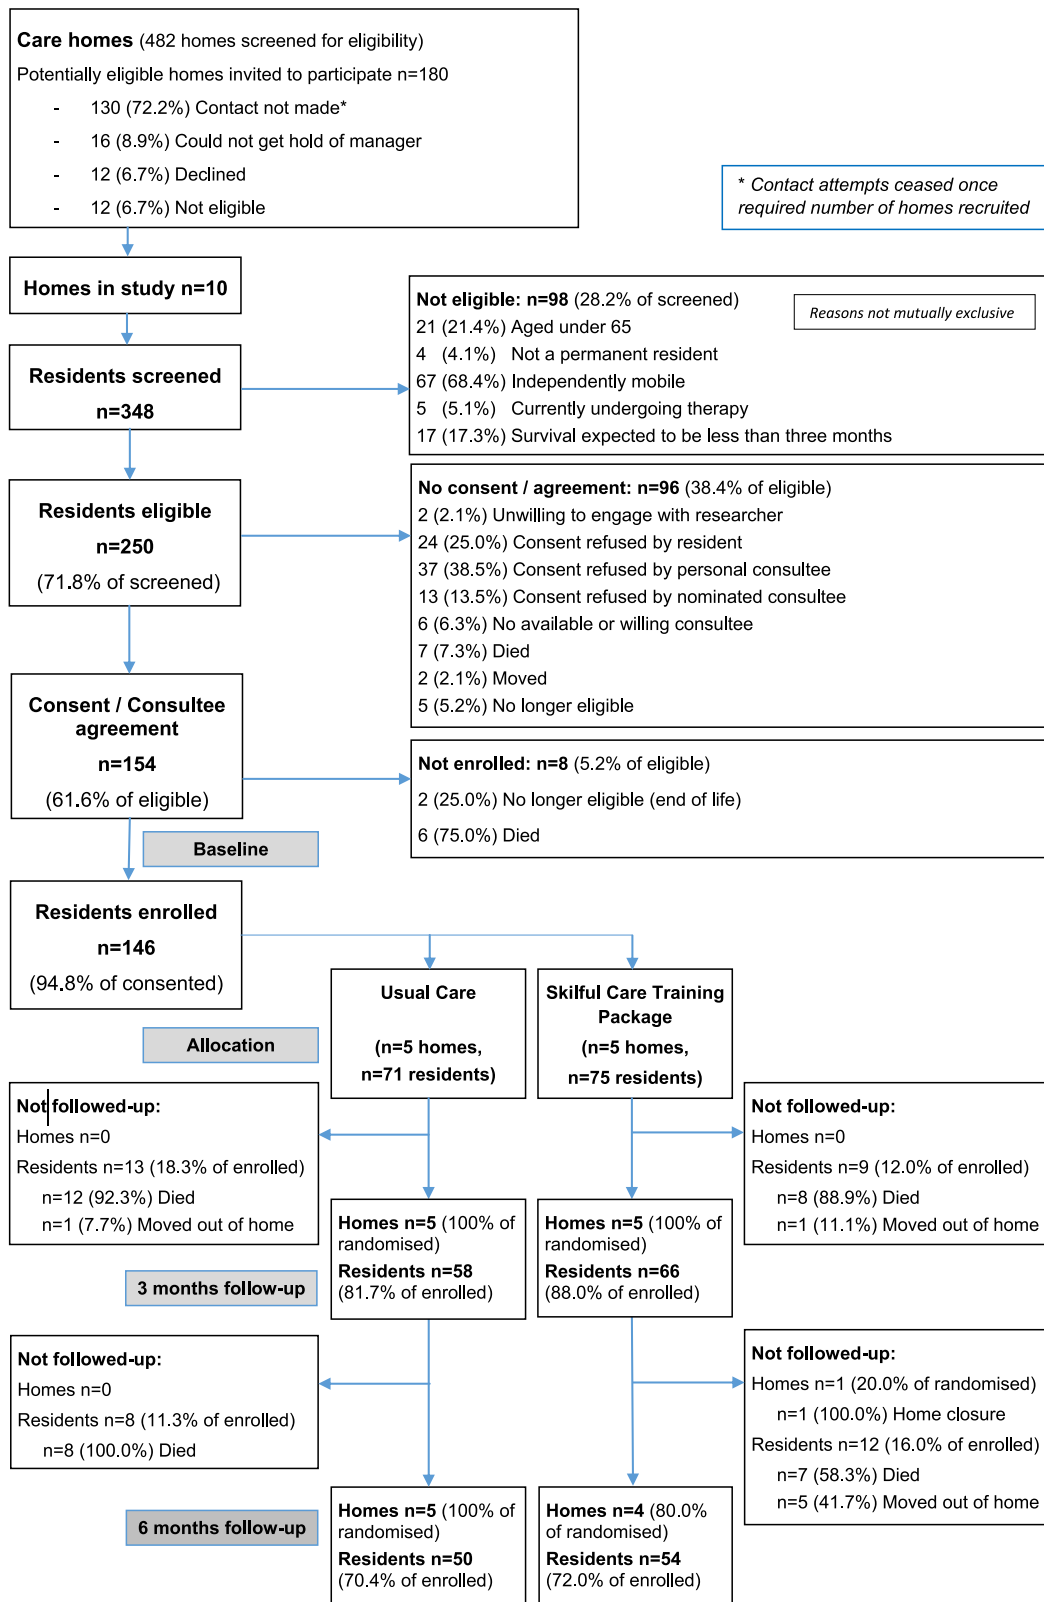 Care homes (482 homes screened for eligibility)
Potentially eligible homes invited to participate n=180
- 130 (72.2%) Contact not made*
- 16 (8.9%) Could not get hold of manager
- 12 (6.7%) Declined
- 12 (6.7%) Not eligible
* Contact attempts ceased once
required number of homes recruited
Homes in study n=10
Not eligible: n=98 (28.2% of screened)
Reasons not mutually exclusive
21 (21.4%) Aged under 65
4 (4.1%) Not a permanent resident
67 (68.4%) Independently mobile
5 (5.1%) Currently undergoing therapy
17 (17.3%) Survival expected to be less than three months
Residents screened
n=348
Residents eligible
n=250
(71.8% of screened)
No consent / agreement: n=96 (38.4% of eligible)
2 (2.1%) Unwilling to engage with researcher
24 (25.0%) Consent refused by resident
37 (38.5%) Consent refused by personal consultee
13 (13.5%) Consent refused by nominated consultee
6 (6.3%) No available or willing consultee
7 (7.3%) Died
2 (2.1%) Moved
5 (5.2%) No longer eligible
Consent / Consultee
agreement
n=154
(61.6% of eligible)
Not enrolled: n=8 (5.2% of eligible)
2 (25.0%) No longer eligible (end of life)
6 (75.0%) Died
Baseline
Residents enrolled
n=146
(94.8% of consented)
Usual Care
(n=5 homes,
n=71 residents)
Skilful Care Training
Package
(n=5 homes,
n=75 residents)
Allocation
Not followed-up:
Homes n=0
Residents n=13 (18.3% of enrolled)
n=12 (92.3%) Died
n=1 (7.7%) Moved out of home
Not followed-up:
Homes n=0
Residents n=9 (12.0% of enrolled)
n=8 (88.9%) Died
n=1 (11.1%) Moved out of home
3 months follow-up
Homes n=5 (100% of
randomised)
Residents n=58
(81.7% of enrolled)
Homes n=5 (100% of
randomised)
Residents n=66
(88.0% of enrolled)
Not followed-up:
Homes n=0
Residents n=8 (11.3% of enrolled)
n=8 (100.0%) Died
Not followed-up:
Homes n=1 (20.0% of randomised)
n=1 (100.0%) Home closure
Residents n=12 (16.0% of enrolled)
n=7 (58.3%) Died
n=5 (41.7%) Moved out of home
6 months follow-up
Homes n=5 (100% of
randomised)
Residents n=50
(70.4% of enrolled)
Homes n=4 (80.0%
of randomised)
Residents n=54
(72.0% of enrolled)